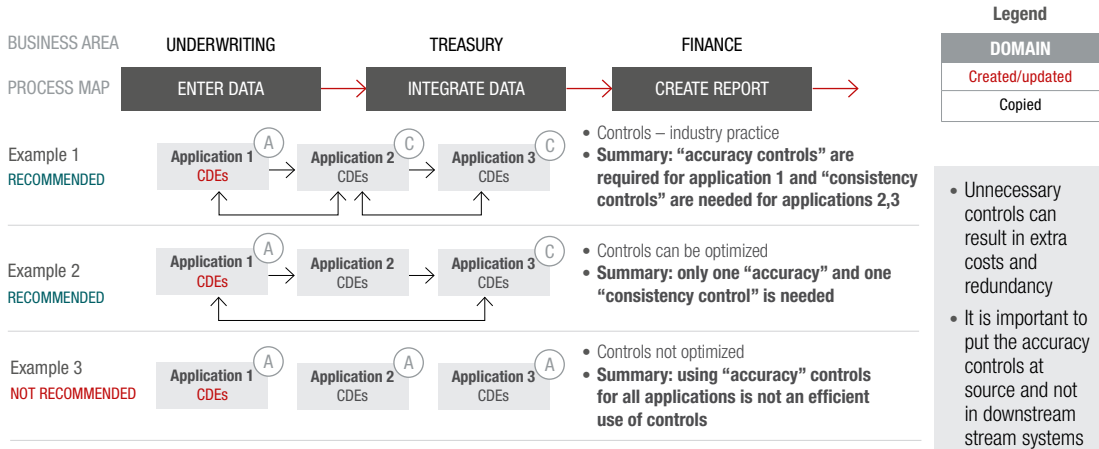 BUSINESS AREA
UNDERWRITING
TREASURY
FINANCE
PROCESS MAP
ENTER DATA
INTEGRATE DATA
CREATE REPORT
Legend
DOMAIN
Created/updated
Copied
Example 1
RECOMMENDED
Application 1
CDEs
A
Application 2
CDEs
C
Application 3
CDEs
C
• Controls – industry practice
• Summary: “accuracy controls” are
required for application 1 and “consistency
controls” are needed for applications 2,3
Example 2
RECOMMENDED
Application 1
CDEs
A
Application 2
CDEs
Application 3
CDEs
C
• Controls can be optimized
• Summary: only one “accuracy” and one
“consistency control” is needed
Example 3
NOT RECOMMENDED
Application 1
CDEs
A
Application 2
CDEs
A
Application 3
CDEs
A
• Controls not optimized
• Summary: using “accuracy” controls
for all applications is not an efficient
use of controls
• Unnecessary
controls can
result in extra
costs and
redundancy
• It is important to
put the accuracy
controls at
source and not
in downstream
stream systems